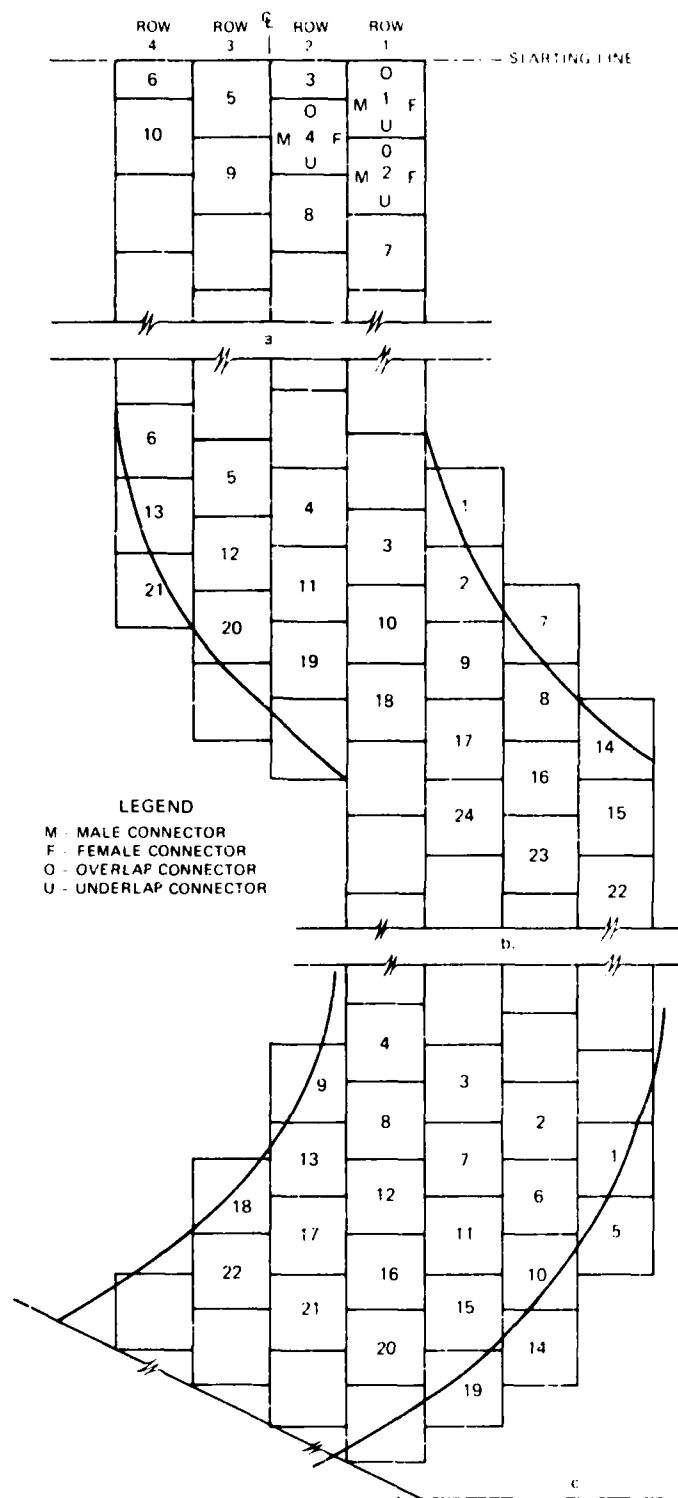 ROW ROW ℄ ROW ROW
4 3 2 1
STARTING LINE
6 5 3 O
M 1 F
U
10 O
M 4 F
U
9 O
M 2 F
U
8 7
a
6
5
4 1
13
3
12 2
21 11
20 10 7
19 9
18 8
17 14
16
24 15
23
22
LEGEND
M - MALE CONNECTOR
F - FEMALE CONNECTOR
O - OVERLAP CONNECTOR
U - UNDERLAP CONNECTOR
b.
4
9 3
8 2
13 7 1
18 12 6
17 11 5
22 16 10
21 15
20 14
19
c